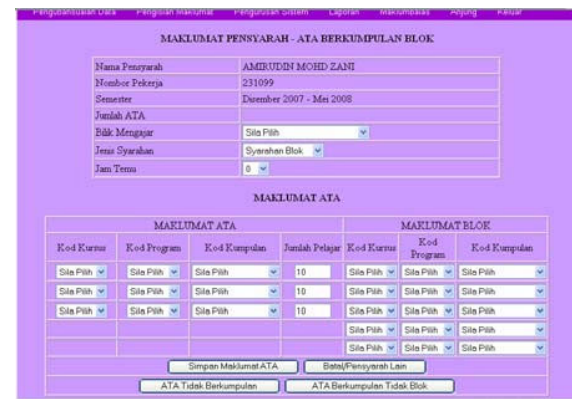 Pengubahsuaian Data Pengisian Maklumat Pengurusan Sistem Laporan Maklumbalas Anjung Keluar
MAKLUMAT PENSYARAH - ATA BERKUMPULAN BLOK
Nama Pensyarah AMIRUDIN MOHD ZANI
Nombor Pekerja 231099
Semester Disember 2007 - Mei 2008
Jumlah ATA
Bilik Mengajar Sila Pilih
Jenis Syarahan Syarahan Blok
Jam Temu 0
MAKLUMAT ATA
MAKLUMAT ATA MAKLUMAT BLOK
Kod Kursus Kod Program Kod Kumpulan Jumlah Pelajar Kod Kursus Kod Program Kod Kumpulan
Sila Pilih Sila Pilih Sila Pilih 10 Sila Pilih Sila Pilih Sila Pilih
Sila Pilih Sila Pilih Sila Pilih 10 Sila Pilih Sila Pilih Sila Pilih
Sila Pilih Sila Pilih Sila Pilih 10 Sila Pilih Sila Pilih Sila Pilih
Sila Pilih Sila Pilih Sila Pilih
Sila Pilih Sila Pilih Sila Pilih
Simpan Maklumat ATA Batal/Pensyarah Lain
ATA Tidak Berkumpulan ATA Berkumpulan Tidak Blok